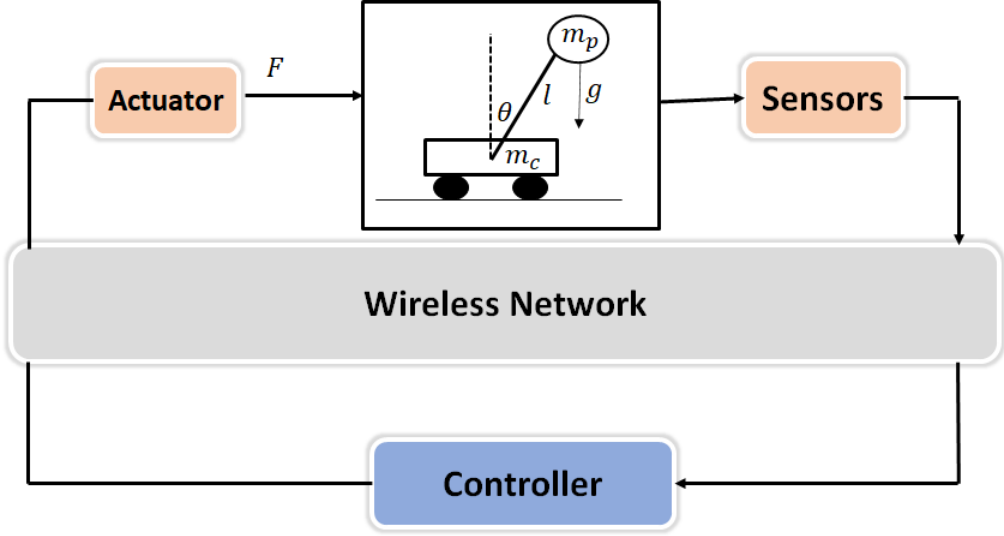 Actuator
F
m_p
θ
l
g
m_c
Sensors
Wireless Network
Controller